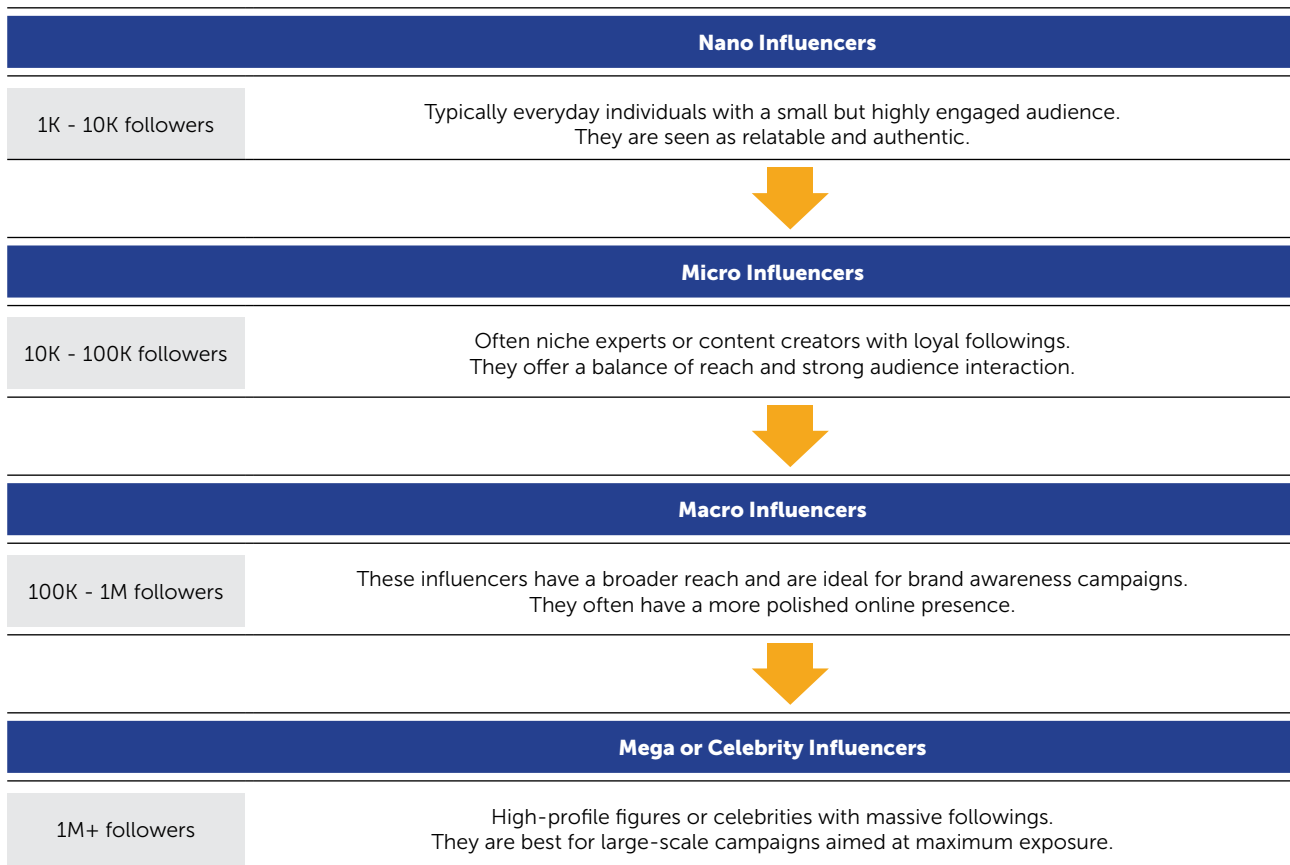 Nano Influencers
1K - 10K followers
Typically everyday individuals with a small but highly engaged audience.
They are seen as relatable and authentic.
Micro Influencers
10K - 100K followers
Often niche experts or content creators with loyal followings.
They offer a balance of reach and strong audience interaction.
Macro Influencers
100K - 1M followers
These influencers have a broader reach and are ideal for brand awareness campaigns.
They often have a more polished online presence.
Mega or Celebrity Influencers
1M+ followers
High-profile figures or celebrities with massive followings.
They are best for large-scale campaigns aimed at maximum exposure.